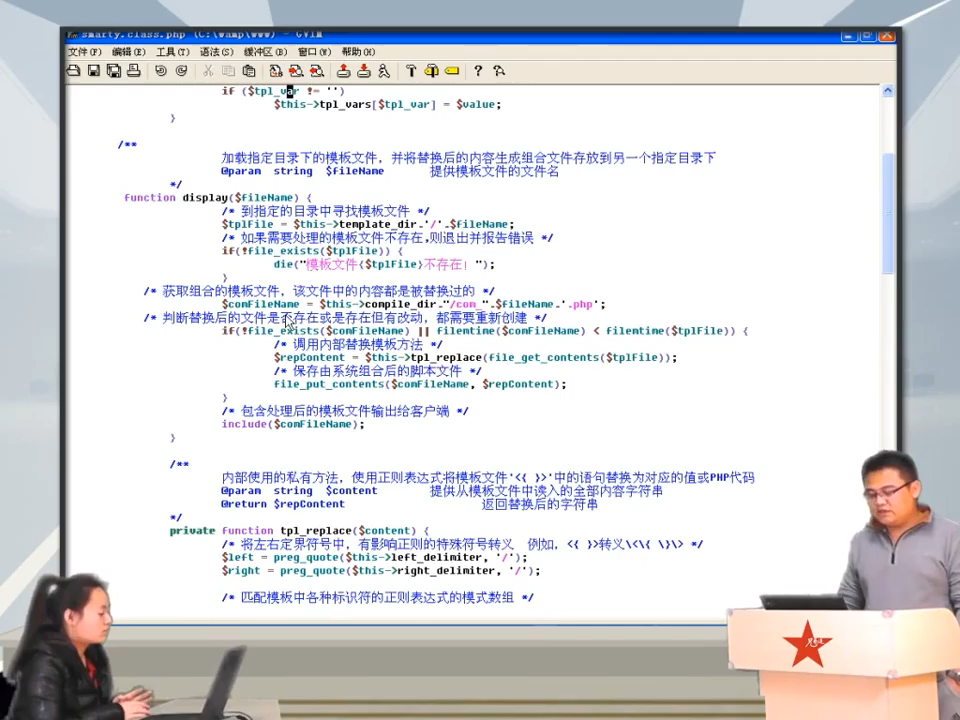 smarty.class.php (C:\wamp\www) - GVIM
文件(F) 编辑(E) 工具(T) 语法(S) 缓冲区(B) 窗口(W) 帮助(H)
if ($tpl_var != '')
$this->tpl_vars[$tpl_var] = $value;
}
/**
加载指定目录下的模板文件，并将替换后的内容生成组合文件存放到另一个指定目录下
@param string $fileName 提供模板文件的文件名
*/
function display($fileName) {
/* 到指定的目录中寻找模板文件 */
$tplFile = $this->template_dir.'/'.$fileName;
/* 如果需要处理的模板文件不存在,则退出并报告错误 */
if(!file_exists($tplFile)) {
die("模板文件{$tplFile}不存在！");
}
/* 获取组合的模板文件，该文件中的内容都是被替换过的 */
$comFileName = $this->compile_dir."/com_".$fileName.'.php';
/* 判断替换后的文件是否存在或是存在但有改动，都需要重新创建 */
if(!file_exists($comFileName) || filemtime($comFileName) < filemtime($tplFile)) {
/* 调用内部替换模板方法 */
$repContent = $this->tpl_replace(file_get_contents($tplFile));
/* 保存由系统组合后的脚本文件 */
file_put_contents($comFileName, $repContent);
}
/* 包含处理后的模板文件输出给客户端 */
include($comFileName);
}
/**
内部使用的私有方法，使用正则表达式将模板文件'<{ }>'中的语句替换为对应的值或PHP代码
@param string $content 提供从模板文件中读入的全部内容字符串
@return $repContent 返回替换后的字符串
*/
private function tpl_replace($content) {
/* 将左右定界符号中，有影响正则的特殊符号转义 例如，<{ }>转义\<\{ \}\> */
$left = preg_quote($this->left_delimiter, '/');
$right = preg_quote($this->right_delimiter, '/');
/* 匹配模板中各种标识符的正则表达式的模式数组 */